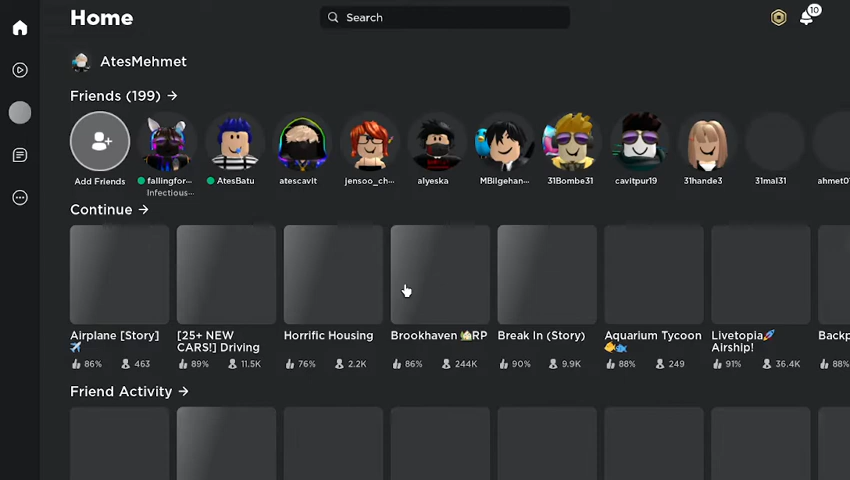 Home
Search
10
AtesMehmet
Friends (199) →
Add Friends
fallingfor···
Infectious···
AtesBatu
atescavit
jensoo_ch···
alyeska
MBilgehan···
31Bombe31
cavitpur19
31hande3
31mal31
ahmet0
Continue →
Airplane [Story]
✈️
86% 463
[25+ NEW
CARS!] Driving
89% 11.5K
Horrific Housing
76% 2.2K
Brookhaven 🏡RP
86% 244K
Break In (Story)
90% 9.9K
Aquarium Tycoon
🐠🐟
88% 249
Livetopia🚀
Airship!
91% 36.4K
Backp
88%
Friend Activity →